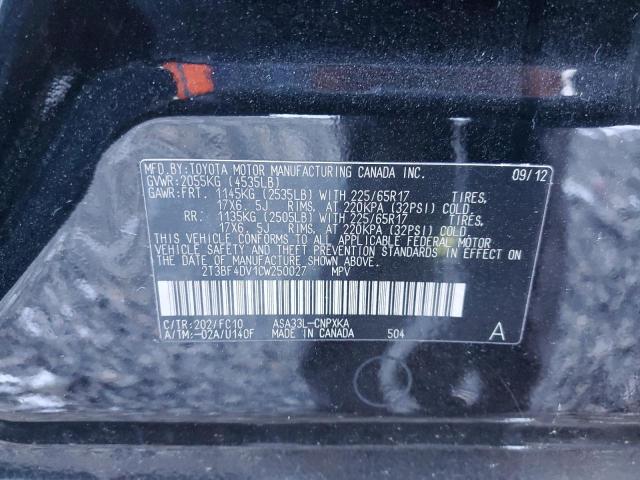 MFD.BY:TOYOTA MOTOR MANUFACTURING CANADA INC. 09/12
GVWR:2055KG (4535LB)
GAWR:FRT. 1145KG (2535LB) WITH 225/65R17 TIRES,
17X6. 5J RIMS, AT 220KPA (32PSI) COLD
RR: 1135KG (2505LB) WITH 225/65R17 TIRES,
17X6. 5J RIMS, AT 220KPA (32PSI) COLD.
THIS VEHICLE CONFORMS TO ALL APPLICABLE FEDERAL MOTOR
VEHICLE SAFETY AND THEFT PREVENTION STANDARDS IN EFFECT ON
THE DATE OF MANUFACTURE SHOWN ABOVE.
2T3BF4DV1CW250027 MPV
C/TR:202/FC10 ASA33L-CNPXKA
A/TM:-02A/U140F MADE IN CANADA 504 A